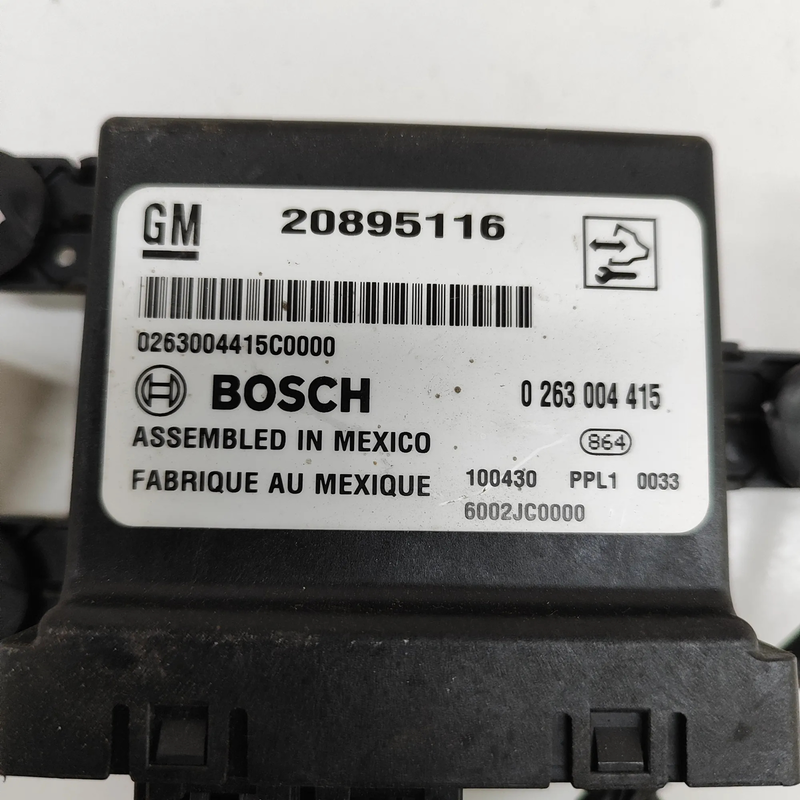 GM 20895116
0263004415C0000
BOSCH 0 263 004 415
ASSEMBLED IN MEXICO 864
FABRIQUE AU MEXIQUE 100430 PPL1 0033
6002JC0000